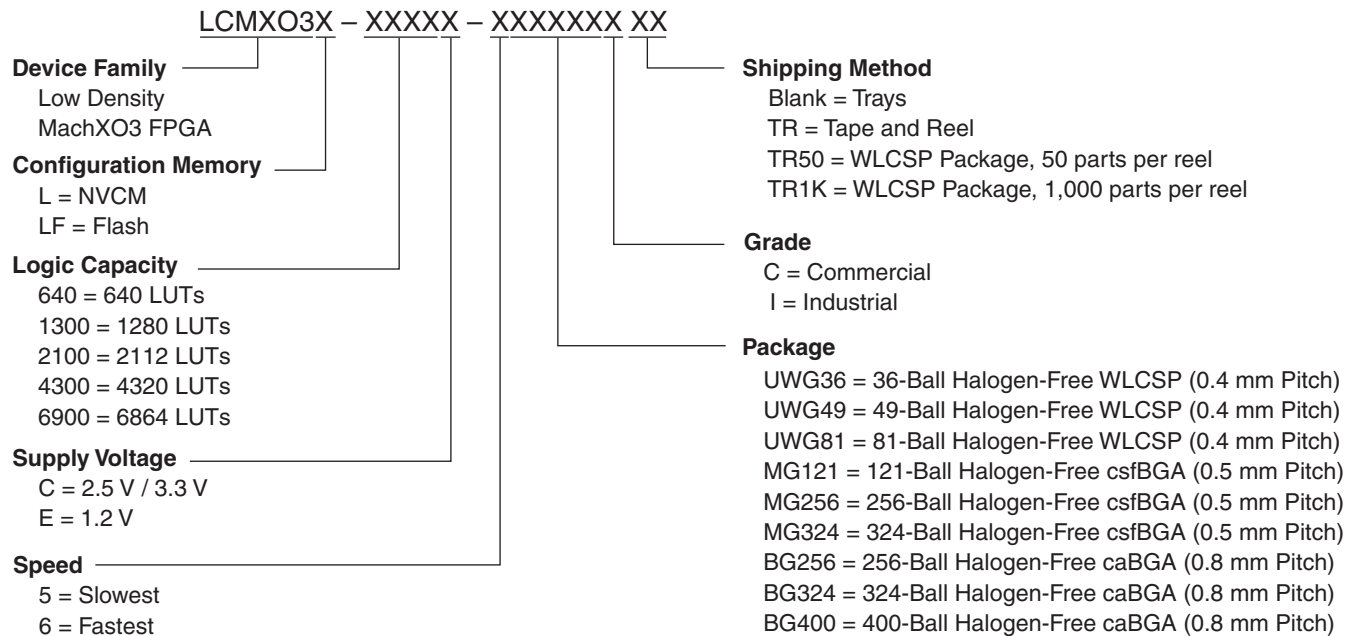 LCMXO3X – XXXXX – XXXXXXX XX
Device Family
Low Density
MachXO3 FPGA
Configuration Memory
L = NVCM
LF = Flash
Logic Capacity
640 = 640 LUTs
1300 = 1280 LUTs
2100 = 2112 LUTs
4300 = 4320 LUTs
6900 = 6864 LUTs
Supply Voltage
C = 2.5 V / 3.3 V
E = 1.2 V
Speed
5 = Slowest
6 = Fastest
Shipping Method
Blank = Trays
TR = Tape and Reel
TR50 = WLCSP Package, 50 parts per reel
TR1K = WLCSP Package, 1,000 parts per reel
Grade
C = Commercial
I = Industrial
Package
UWG36 = 36-Ball Halogen-Free WLCSP (0.4 mm Pitch)
UWG49 = 49-Ball Halogen-Free WLCSP (0.4 mm Pitch)
UWG81 = 81-Ball Halogen-Free WLCSP (0.4 mm Pitch)
MG121 = 121-Ball Halogen-Free csfBGA (0.5 mm Pitch)
MG256 = 256-Ball Halogen-Free csfBGA (0.5 mm Pitch)
MG324 = 324-Ball Halogen-Free csfBGA (0.5 mm Pitch)
BG256 = 256-Ball Halogen-Free caBGA (0.8 mm Pitch)
BG324 = 324-Ball Halogen-Free caBGA (0.8 mm Pitch)
BG400 = 400-Ball Halogen-Free caBGA (0.8 mm Pitch)